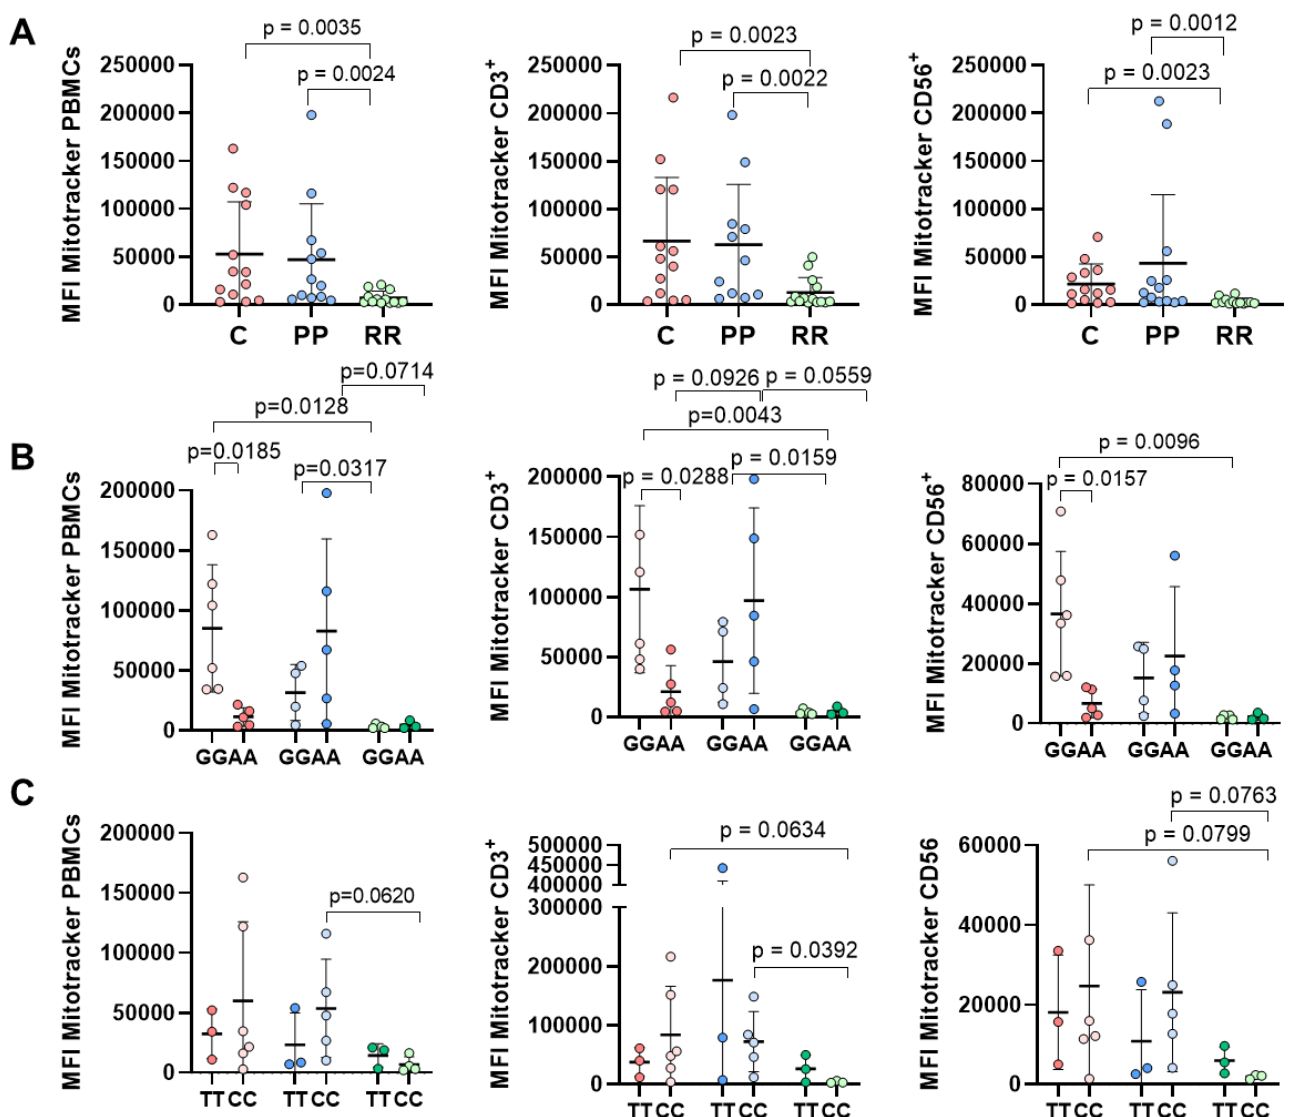 A
p = 0.0035
p = 0.0024
MFI Mitotracker PBMCs
250000
200000
150000
100000
50000
0
C PP RR
p = 0.0023
p = 0.0022
MFI Mitotracker CD3+
250000
200000
150000
100000
50000
0
C PP RR
p = 0.0012
p = 0.0023
MFI Mitotracker CD56+
250000
200000
150000
100000
50000
0
C PP RR
B
p=0.0714
p=0.0128
p=0.0185
p=0.0317
MFI Mitotracker PBMCs
200000
150000
100000
50000
0
GGAA GGAA GGAA
p = 0.0926 p = 0.0559
p=0.0043
p = 0.0159
p = 0.0288
MFI Mitotracker CD3+
200000
150000
100000
50000
0
GGAA GGAA GGAA
p = 0.0096
p = 0.0157
MFI Mitotracker CD56+
80000
60000
40000
20000
0
GGAA GGAA GGAA
C
p=0.0620
MFI Mitotracker PBMCs
200000
150000
100000
50000
0
TT CC TT CC TT CC
p = 0.0634
p = 0.0392
MFI Mitotracker CD3+
500000
450000
400000
300000
200000
100000
0
TT CC TT CC TT CC
p = 0.0763
p = 0.0799
MFI Mitotracker CD56
60000
40000
20000
0
TT CC TT CC TT CC